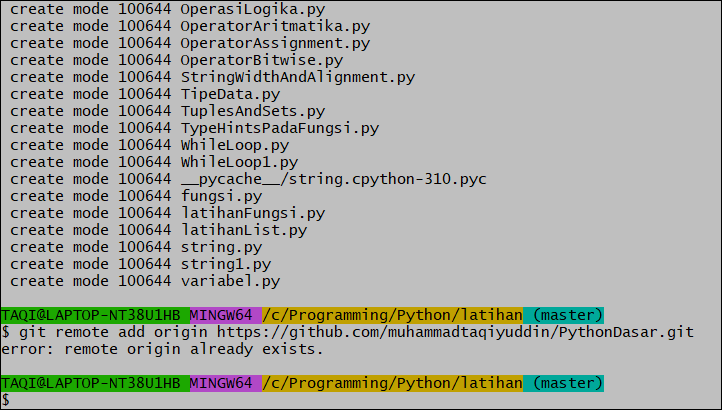 create mode 100644 OperasiLogika.py
create mode 100644 OperatorAritmatika.py
create mode 100644 OperatorAssignment.py
create mode 100644 OperatorBitwise.py
create mode 100644 StringWidthAndAlignment.py
create mode 100644 TipeData.py
create mode 100644 TuplesAndSets.py
create mode 100644 TypeHintsPadaFungsi.py
create mode 100644 WhileLoop.py
create mode 100644 WhileLoop1.py
create mode 100644 __pycache__/string.cpython-310.pyc
create mode 100644 fungsi.py
create mode 100644 latihanFungsi.py
create mode 100644 latihanList.py
create mode 100644 string.py
create mode 100644 string1.py
create mode 100644 variabel.py
TAQI@LAPTOP-NT38U1HB MINGW64 /c/Programming/Python/latihan (master)
$ git remote add origin https://github.com/muhammadtaqiyuddin/PythonDasar.git
error: remote origin already exists.
TAQI@LAPTOP-NT38U1HB MINGW64 /c/Programming/Python/latihan (master)
$